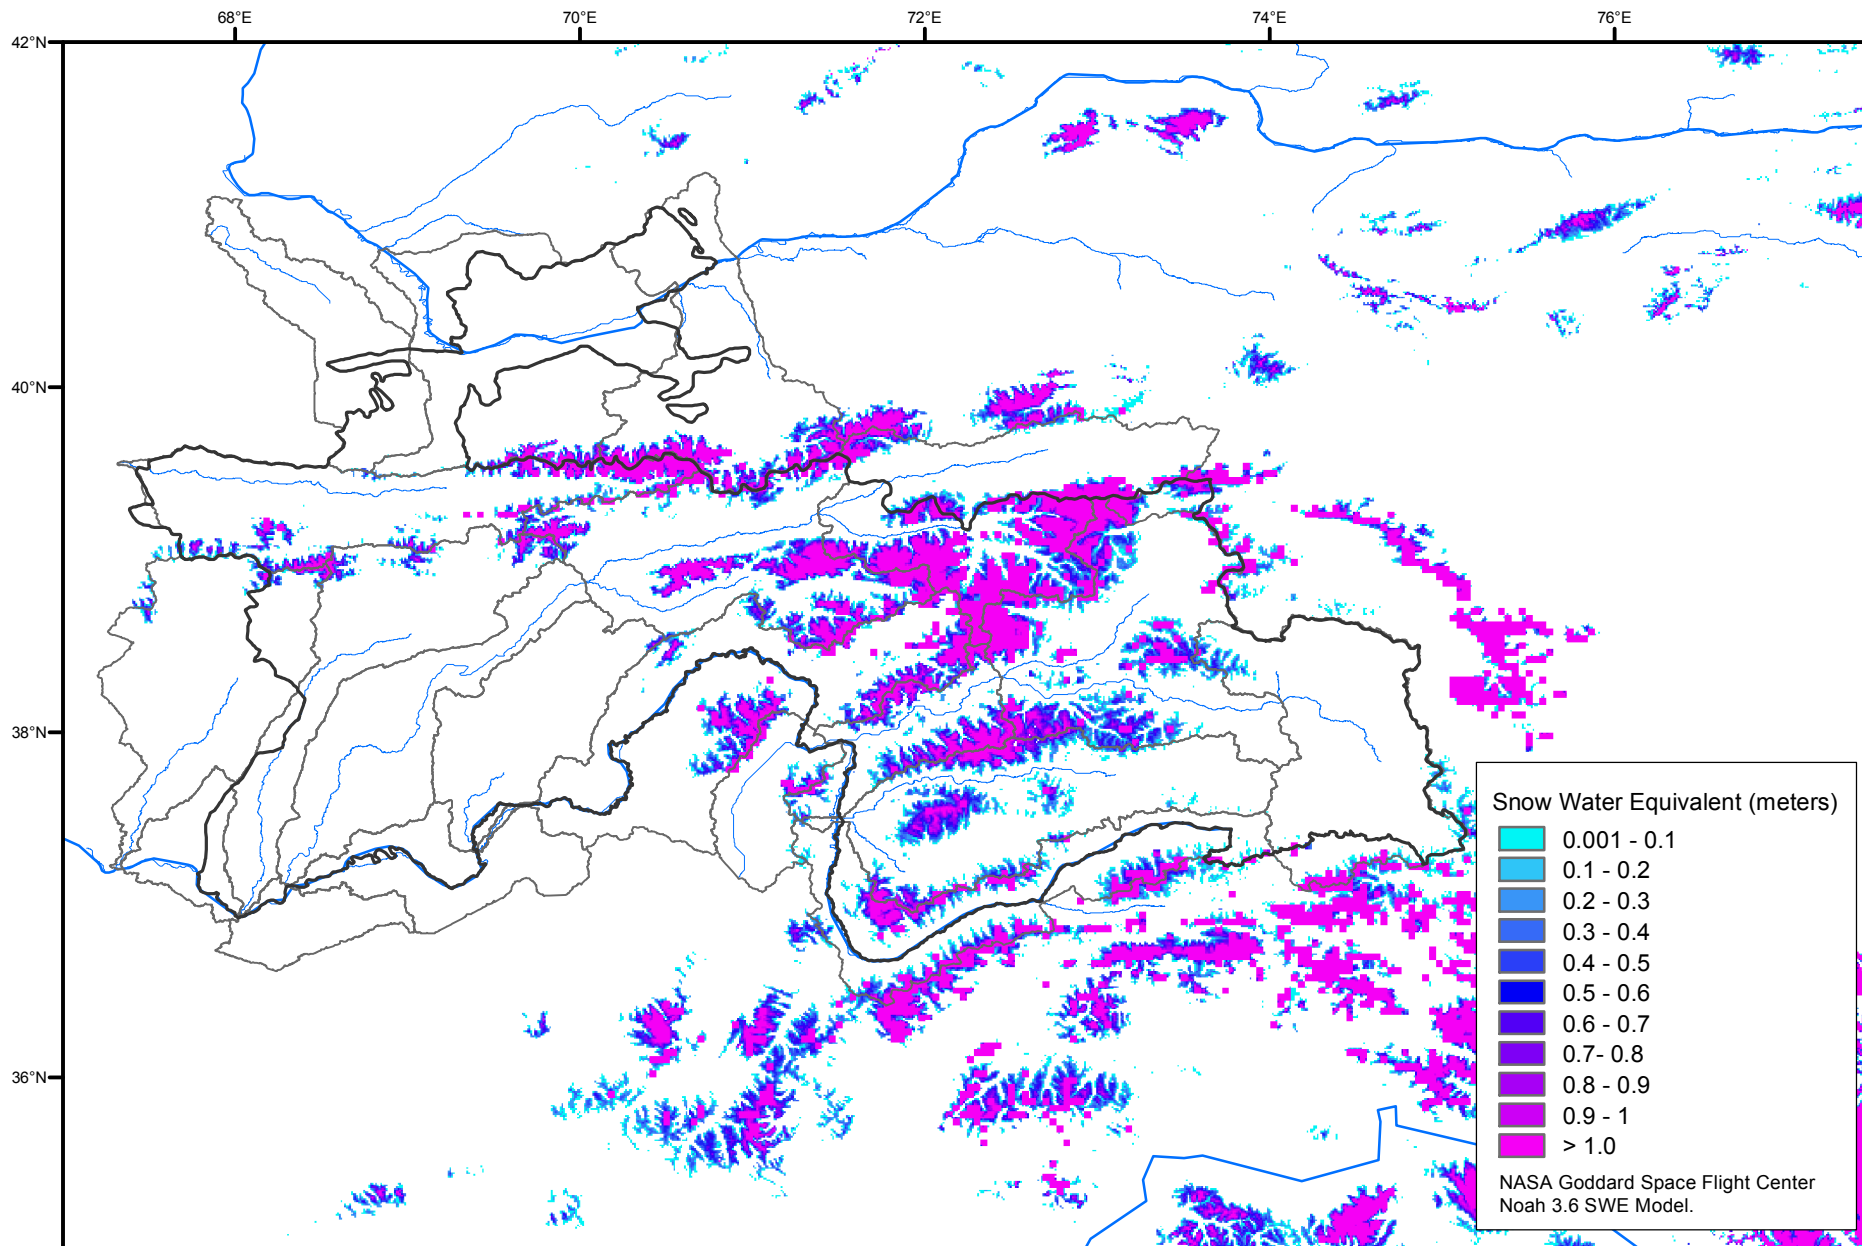 68°E 70°E 72°E 74°E 76°E
42°N
40°N
38°N
36°N
Snow Water Equivalent (meters)
0.001 - 0.1
0.1 - 0.2
0.2 - 0.3
0.3 - 0.4
0.4 - 0.5
0.5 - 0.6
0.6 - 0.7
0.7- 0.8
0.8 - 0.9
0.9 - 1
> 1.0
NASA Goddard Space Flight Center
Noah 3.6 SWE Model.